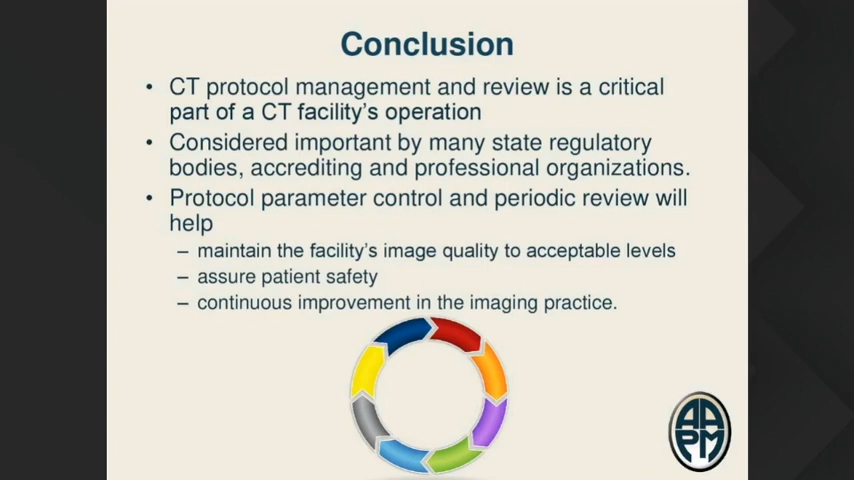 Conclusion
• CT protocol management and review is a critical
part of a CT facility's operation
• Considered important by many state regulatory
bodies, accrediting and professional organizations.
• Protocol parameter control and periodic review will
help
– maintain the facility's image quality to acceptable levels
– assure patient safety
– continuous improvement in the imaging practice.
AAPM